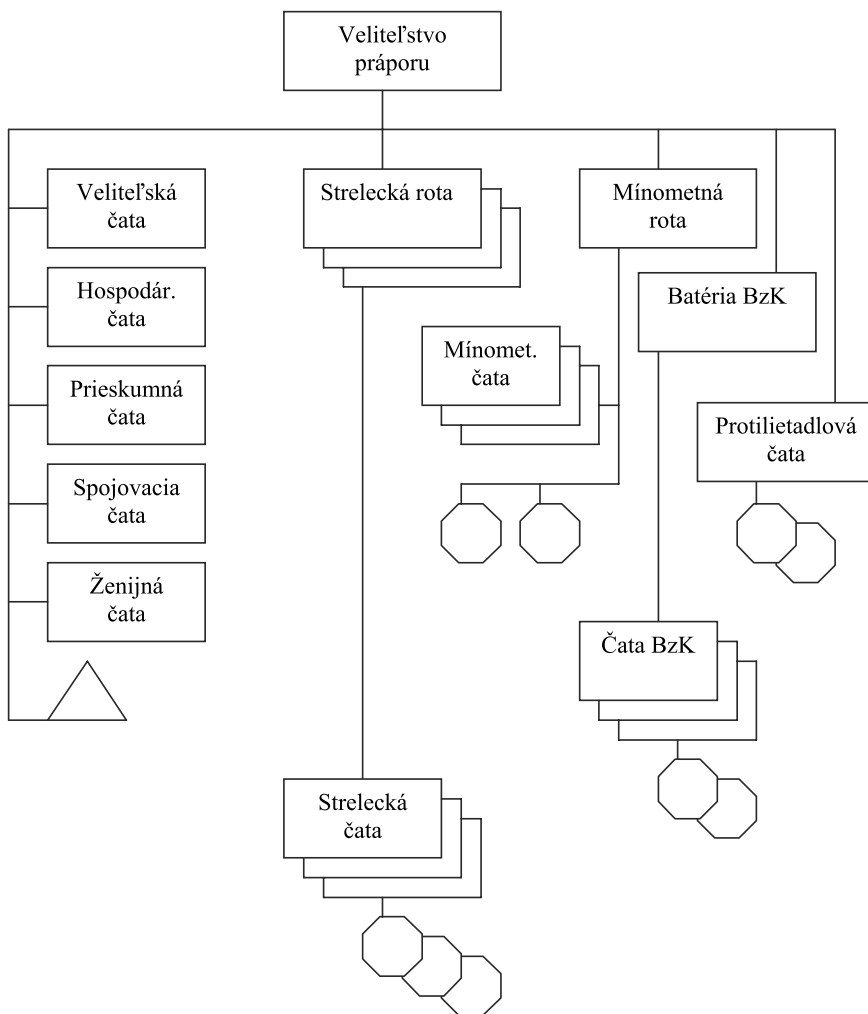 Veliteľstvo
práporu
Veliteľská
čata
Strelecká rota
Mínometná
rota
Hospodár.
čata
Batéria BzK
Mínomet.
čata
Prieskumná
čata
Protilietadlová
čata
Spojovacia
čata
Ženijná
čata
Čata BzK
Strelecká
čata